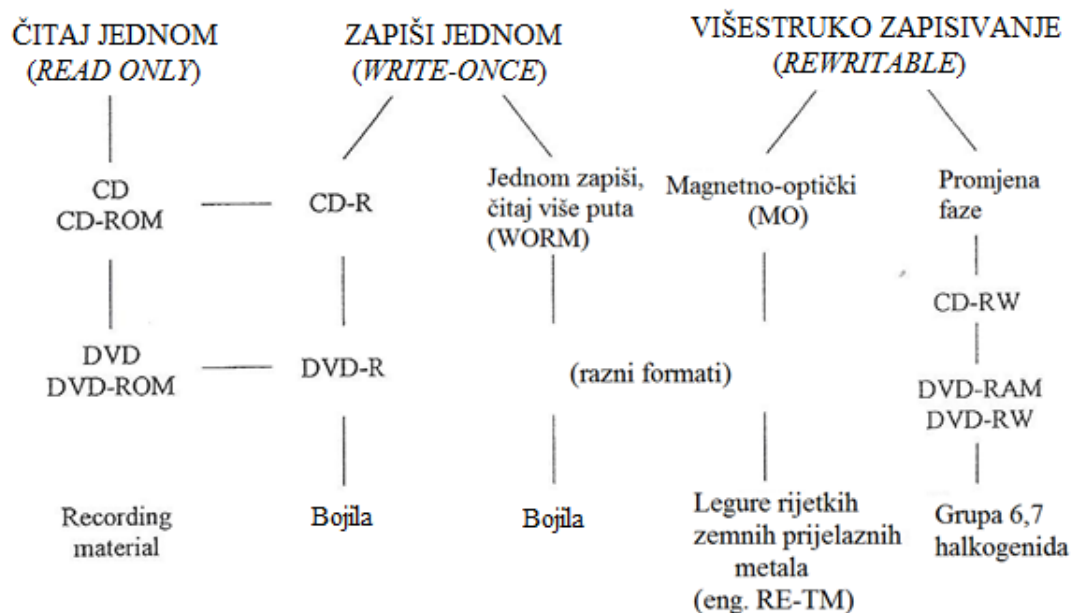 ČITAJ JEDNOM
(READ ONLY)
ZAPIŠI JEDNOM
(WRITE-ONCE)
VIŠESTRUKO ZAPISIVANJE
(REWRITABLE)
CD
CD-ROM
CD-R
Jednom zapiši,
čitaj više puta
(WORM)
Magnetno-optički
(MO)
Promjena
faze
CD-RW
DVD
DVD-ROM
DVD-R
(razni formati)
DVD-RAM
DVD-RW
Recording
material
Bojila
Bojila
Legure rijetkih
zemnih prijelaznih
metala
(eng. RE-TM)
Grupa 6,7
halkogenida